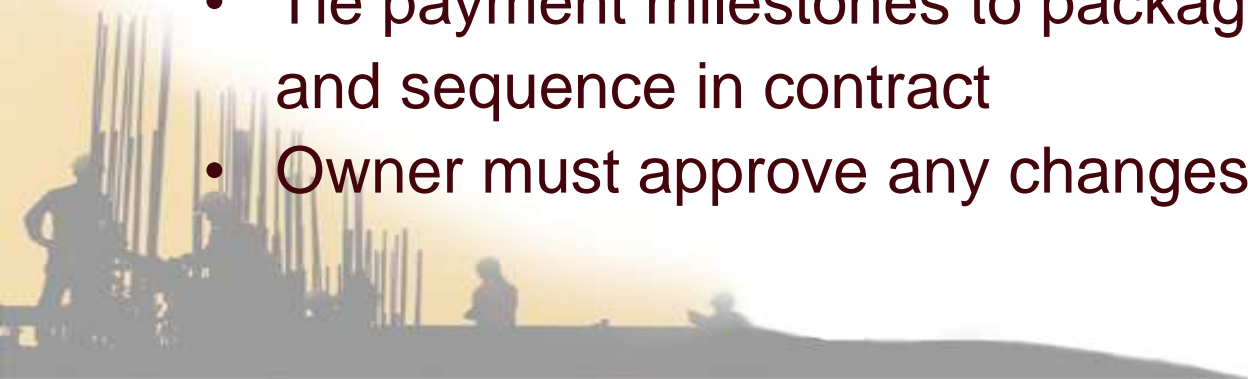 • Tie payment milestones to
and sequence in contract
• Owner must approve any changes